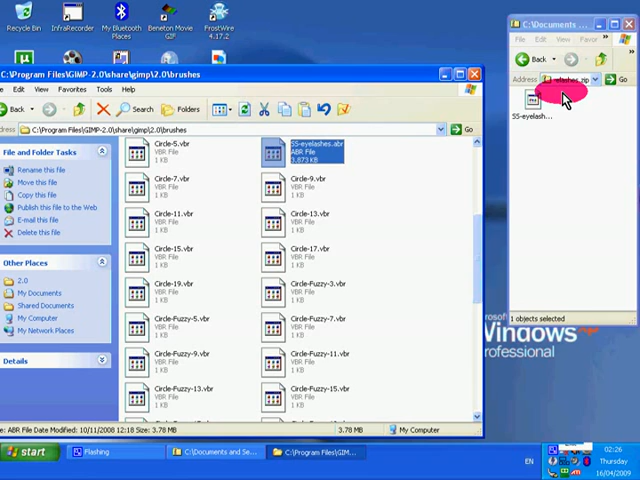 Recycle Bin
InfraRecorder
My Bluetooth Places
Beneton Movie GIF
FrostWire 4.17.2
C:\Documents ...
File Edit View Favor »
Back
Address elashes.zip Go
55-eyelash...
1 objects selected
C:\Program Files\GIMP-2.0\share\gimp\2.0\brushes
Edit View Favorites Tools Help
Back Search Folders
dress C:\Program Files\GIMP-2.0\share\gimp\2.0\brushes Go
File and Folder Tasks
Rename this file
Move this file
Copy this file
Publish this file to the Web
E-mail this file
Delete this file
Other Places
2.0
My Documents
Shared Documents
My Computer
My Network Places
Details
Circle-5.vbr
VBR File
1 KB
55-eyelashes.abr
ABR File
3,873 KB
Circle-7.vbr
VBR File
1 KB
Circle-9.vbr
VBR File
1 KB
Circle-11.vbr
VBR File
1 KB
Circle-13.vbr
VBR File
1 KB
Circle-15.vbr
VBR File
1 KB
Circle-17.vbr
VBR File
1 KB
Circle-19.vbr
VBR File
1 KB
Circle-Fuzzy-3.vbr
VBR File
1 KB
Circle-Fuzzy-5.vbr
VBR File
1 KB
Circle-Fuzzy-7.vbr
VBR File
1 KB
Circle-Fuzzy-9.vbr
VBR File
1 KB
Circle-Fuzzy-11.vbr
VBR File
1 KB
Circle-Fuzzy-13.vbr
VBR File
1 KB
Circle-Fuzzy-15.vbr
VBR File
1 KB
e: ABR File Date Modified: 10/11/2008 12:18 Size: 3.78 MB
3.78 MB
My Computer
Windows
rofessional
start
Flashing
C:\Documents and Se...
C:\Program Files\GIM...
EN
02:26
Thursday
16/04/2009